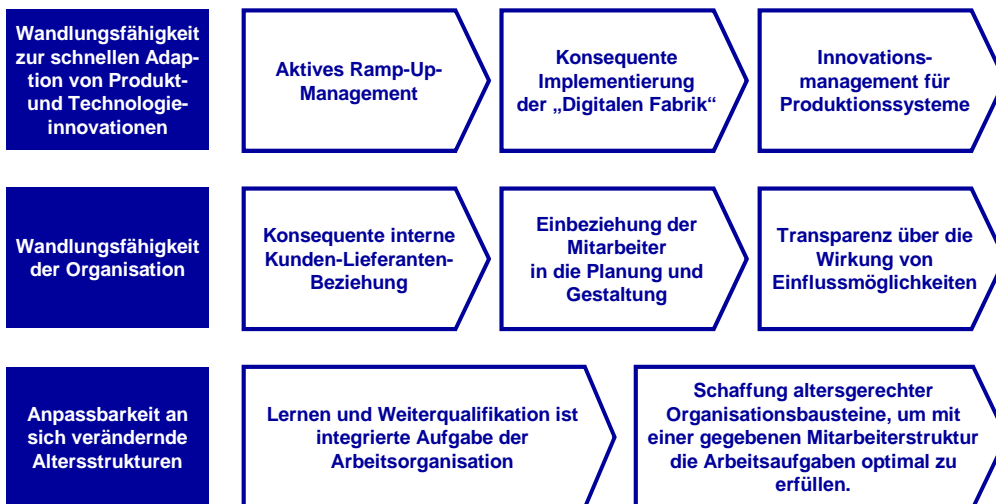 Wandlungsfähigkeit
zur schnellen Adap-
tion von Produkt-
und Technologie-
innovationen
Aktives Ramp-Up-
Management
Konsequente
Implementierung
der „Digitalen Fabrik“
Innovations-
management für
Produktionssysteme
Wandlungsfähigkeit
der Organisation
Konsequente interne
Kunden-Lieferanten-
Beziehung
Einbeziehung der
Mitarbeiter
in die Planung und
Gestaltung
Transparenz über die
Wirkung von
Einflussmöglichkeiten
Anpassbarkeit an
sich verändernde
Altersstrukturen
Lernen und Weiterqualifikation ist
integrierte Aufgabe der
Arbeitsorganisation
Schaffung altersgerechter
Organisationsbausteine, um mit
einer gegebenen Mitarbeiterstruktur
die Arbeitsaufgaben optimal zu
erfüllen.